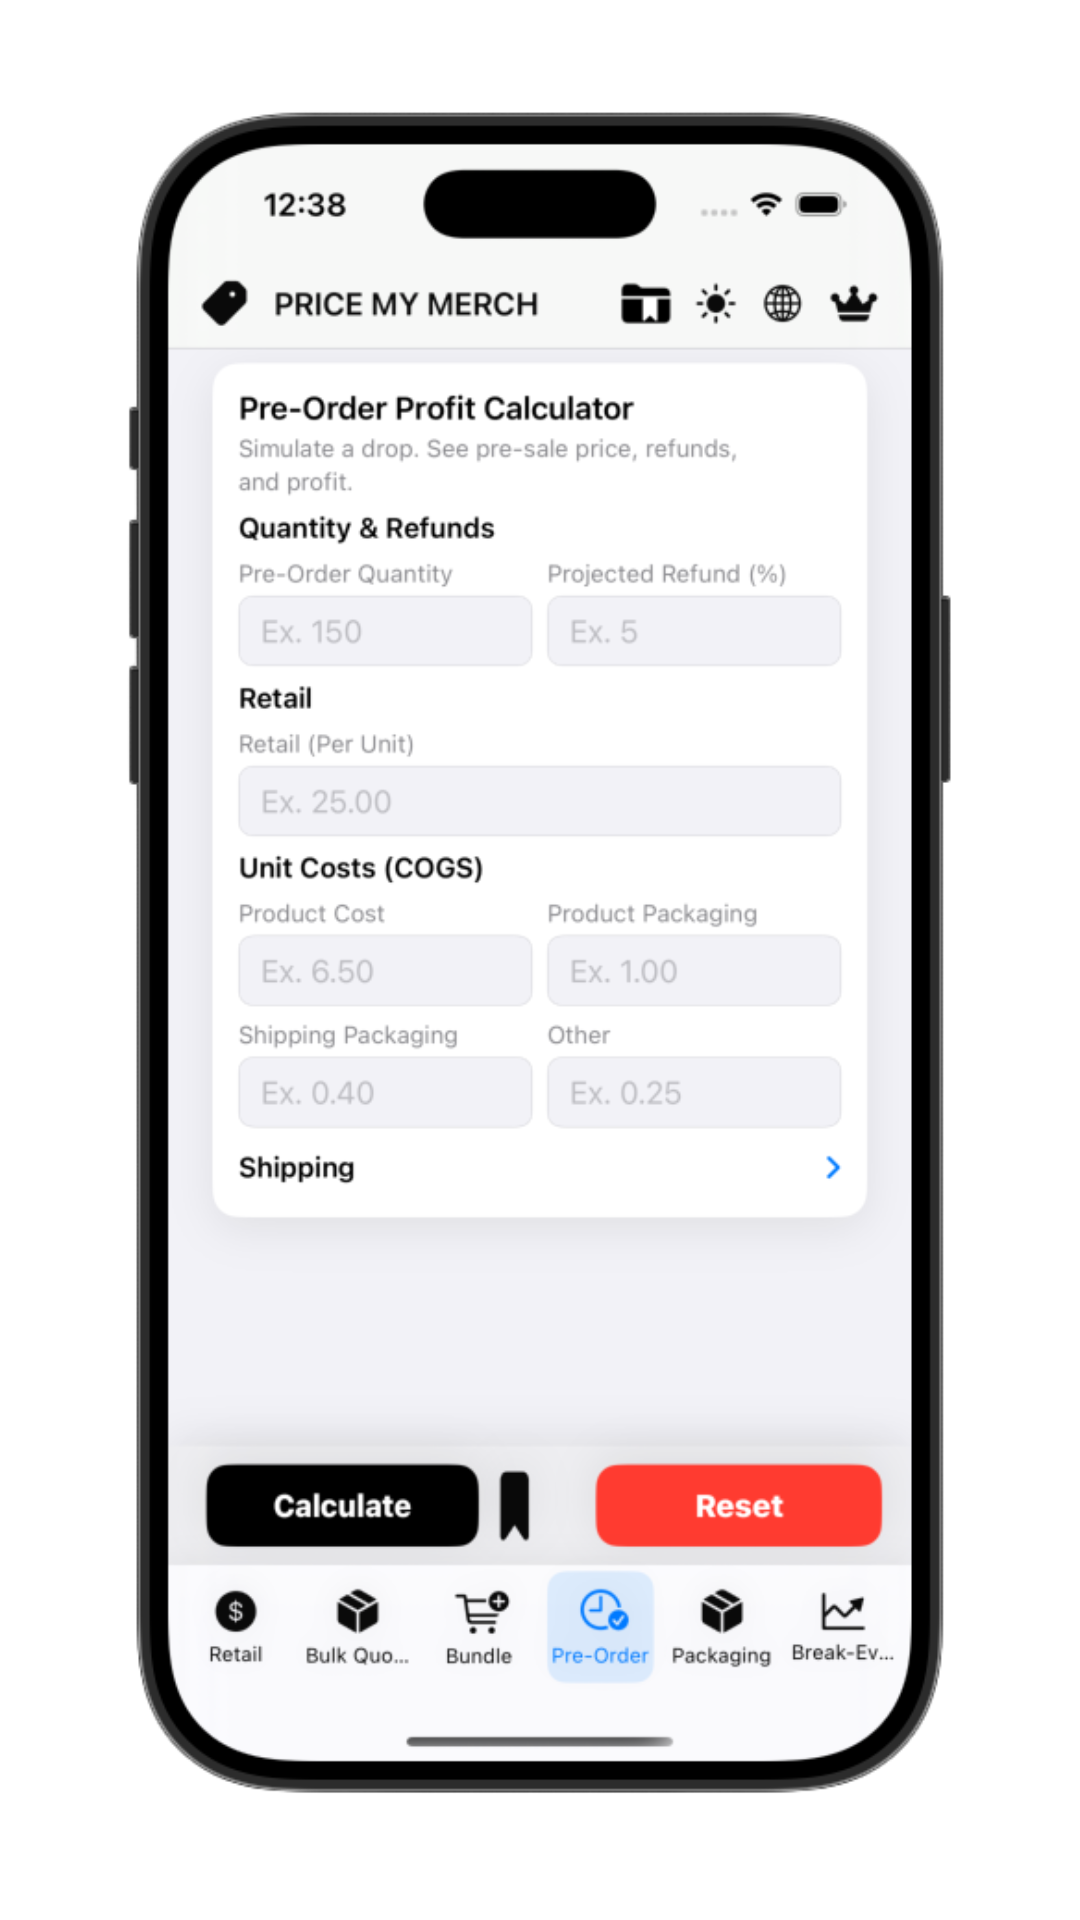 12:38
PRICE MY MERCH
Pre-Order Profit Calculator
Simulate a drop. See pre-sale price, refunds,
and profit.
Quantity & Refunds
Pre-Order Quantity Projected Refund (%)
Ex. 150 Ex. 5
Retail
Retail (Per Unit)
Ex. 25.00
Unit Costs (COGS)
Product Cost Product Packaging
Ex. 6.50 Ex. 1.00
Shipping Packaging Other
Ex. 0.40 Ex. 0.25
Shipping
Calculate Reset
$
Retail Bulk Quo... Bundle Pre-Order Packaging Break-Ev...